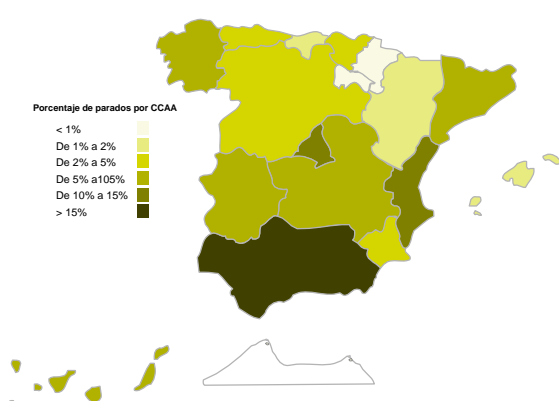 Porcentaje de parados por CCAA
< 1%
De 1% a 2%
De 2% a 5%
De 5% a105%
De 10% a 15%
> 15%